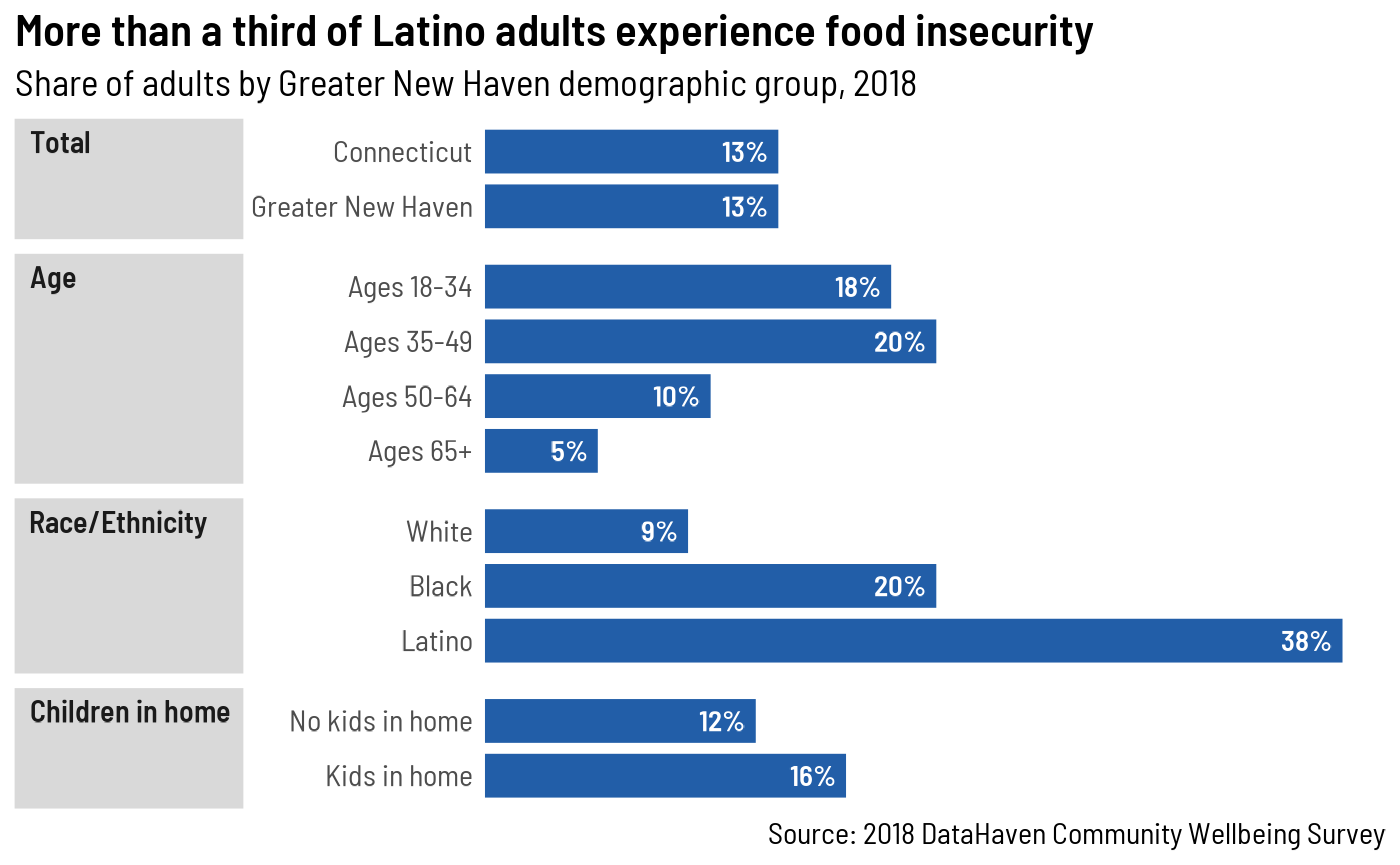 More than a third of Latino adults experience food insecurity
Share of adults by Greater New Haven demographic group, 2018
Total
Connecticut 13%
Greater New Haven 13%
Age
Ages 18-34 18%
Ages 35-49 20%
Ages 50-64 10%
Ages 65+ 5%
Race/Ethnicity
White 9%
Black 20%
Latino 38%
Children in home
No kids in home 12%
Kids in home 16%
Source: 2018 DataHaven Community Wellbeing Survey